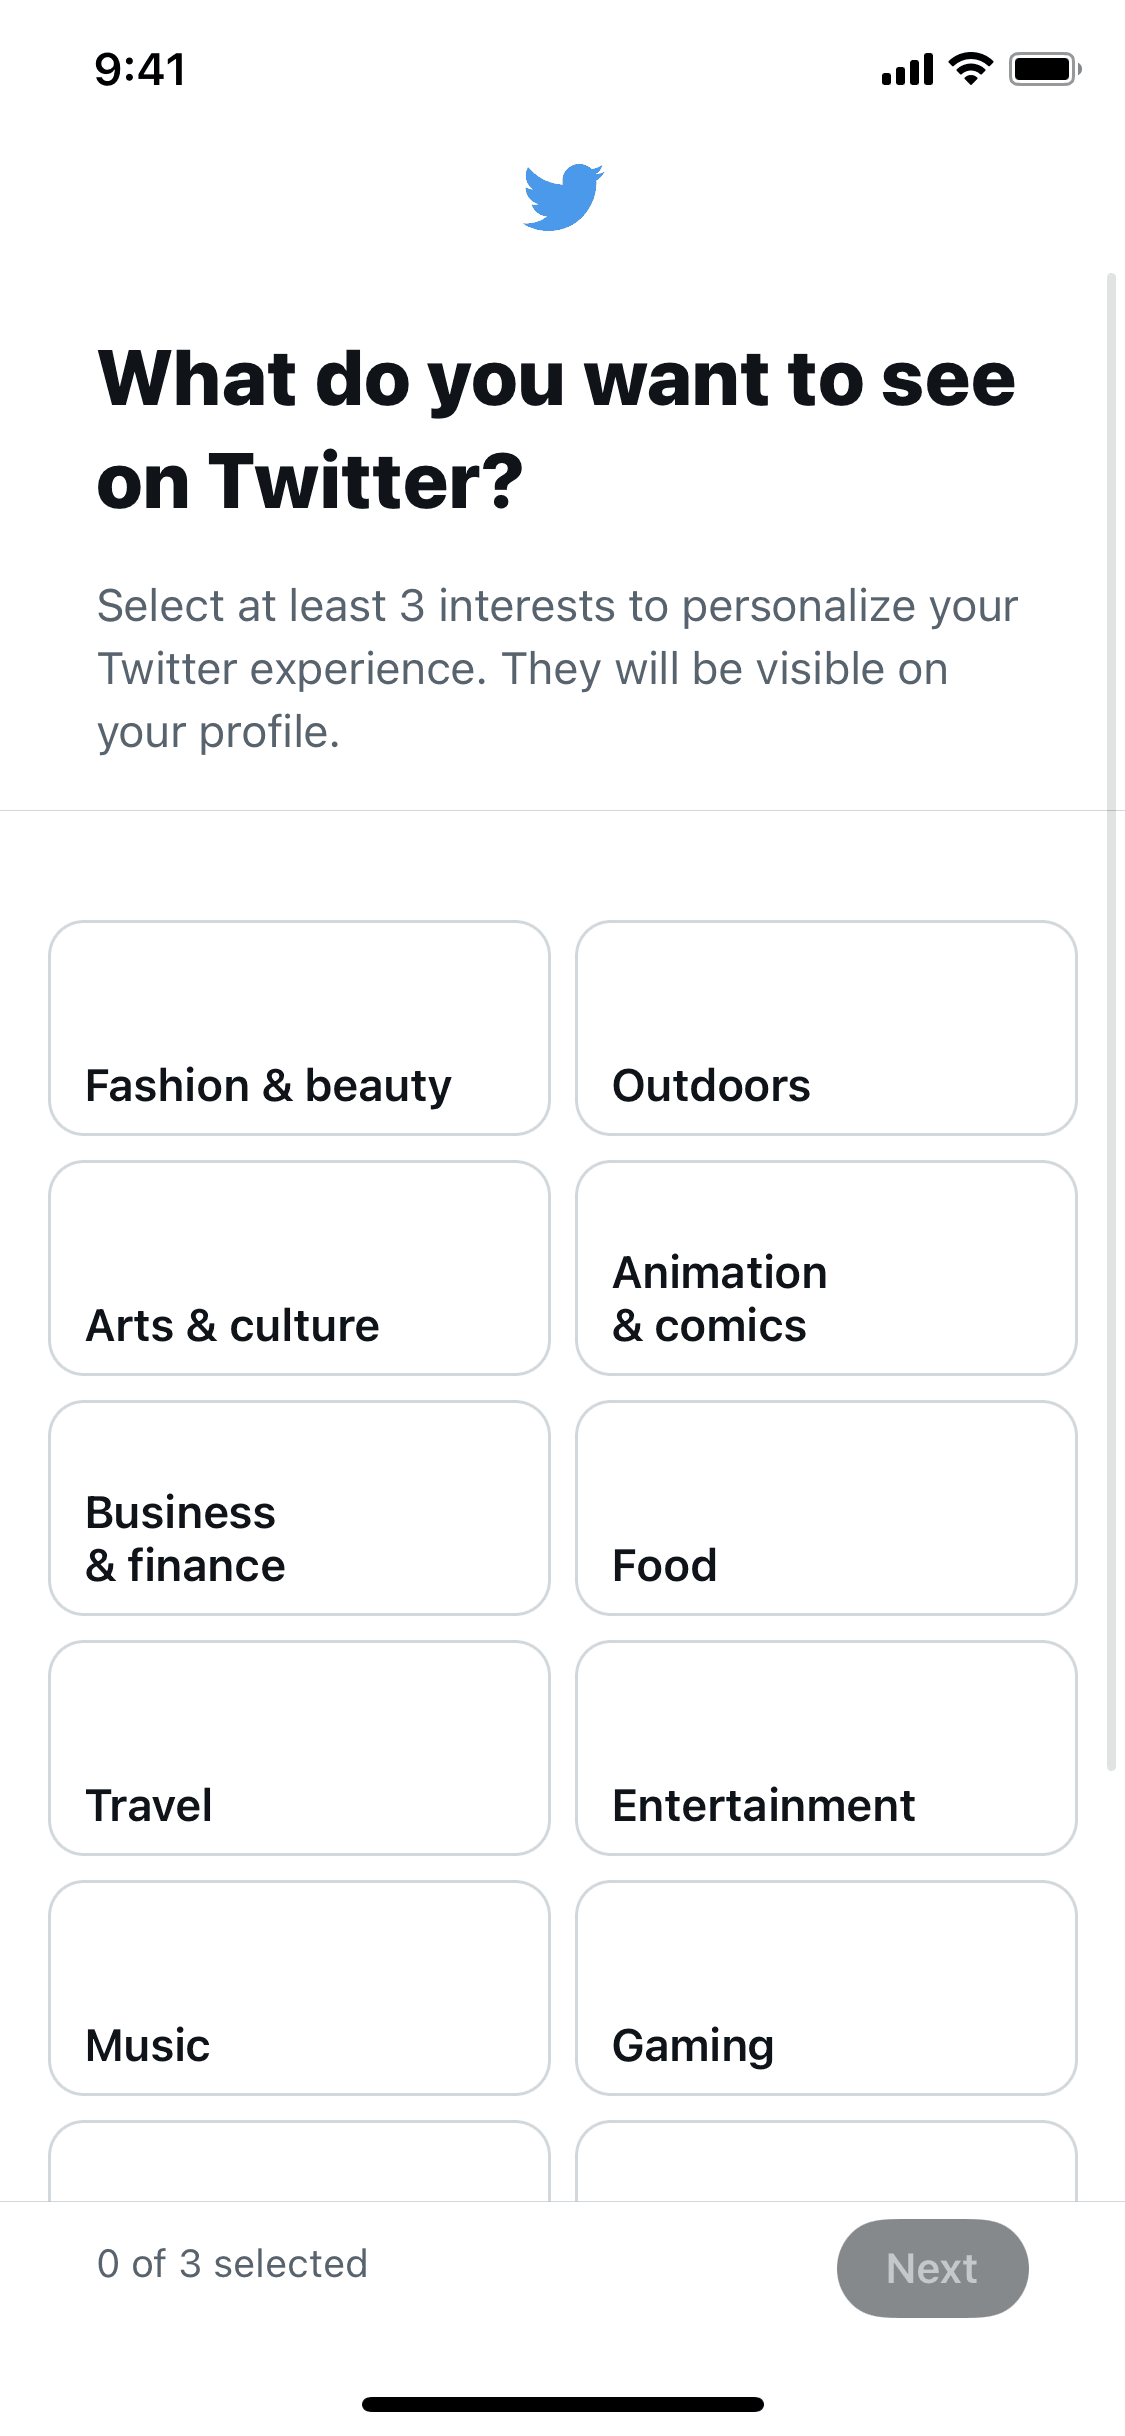 9:41
What do you want to see
on Twitter?
Select at least 3 interests to personalize your
Twitter experience. They will be visible on
your profile.
Fashion & beauty
Outdoors
Arts & culture
Animation
& comics
Business
& finance
Food
Travel
Entertainment
Music
Gaming
0 of 3 selected
Next